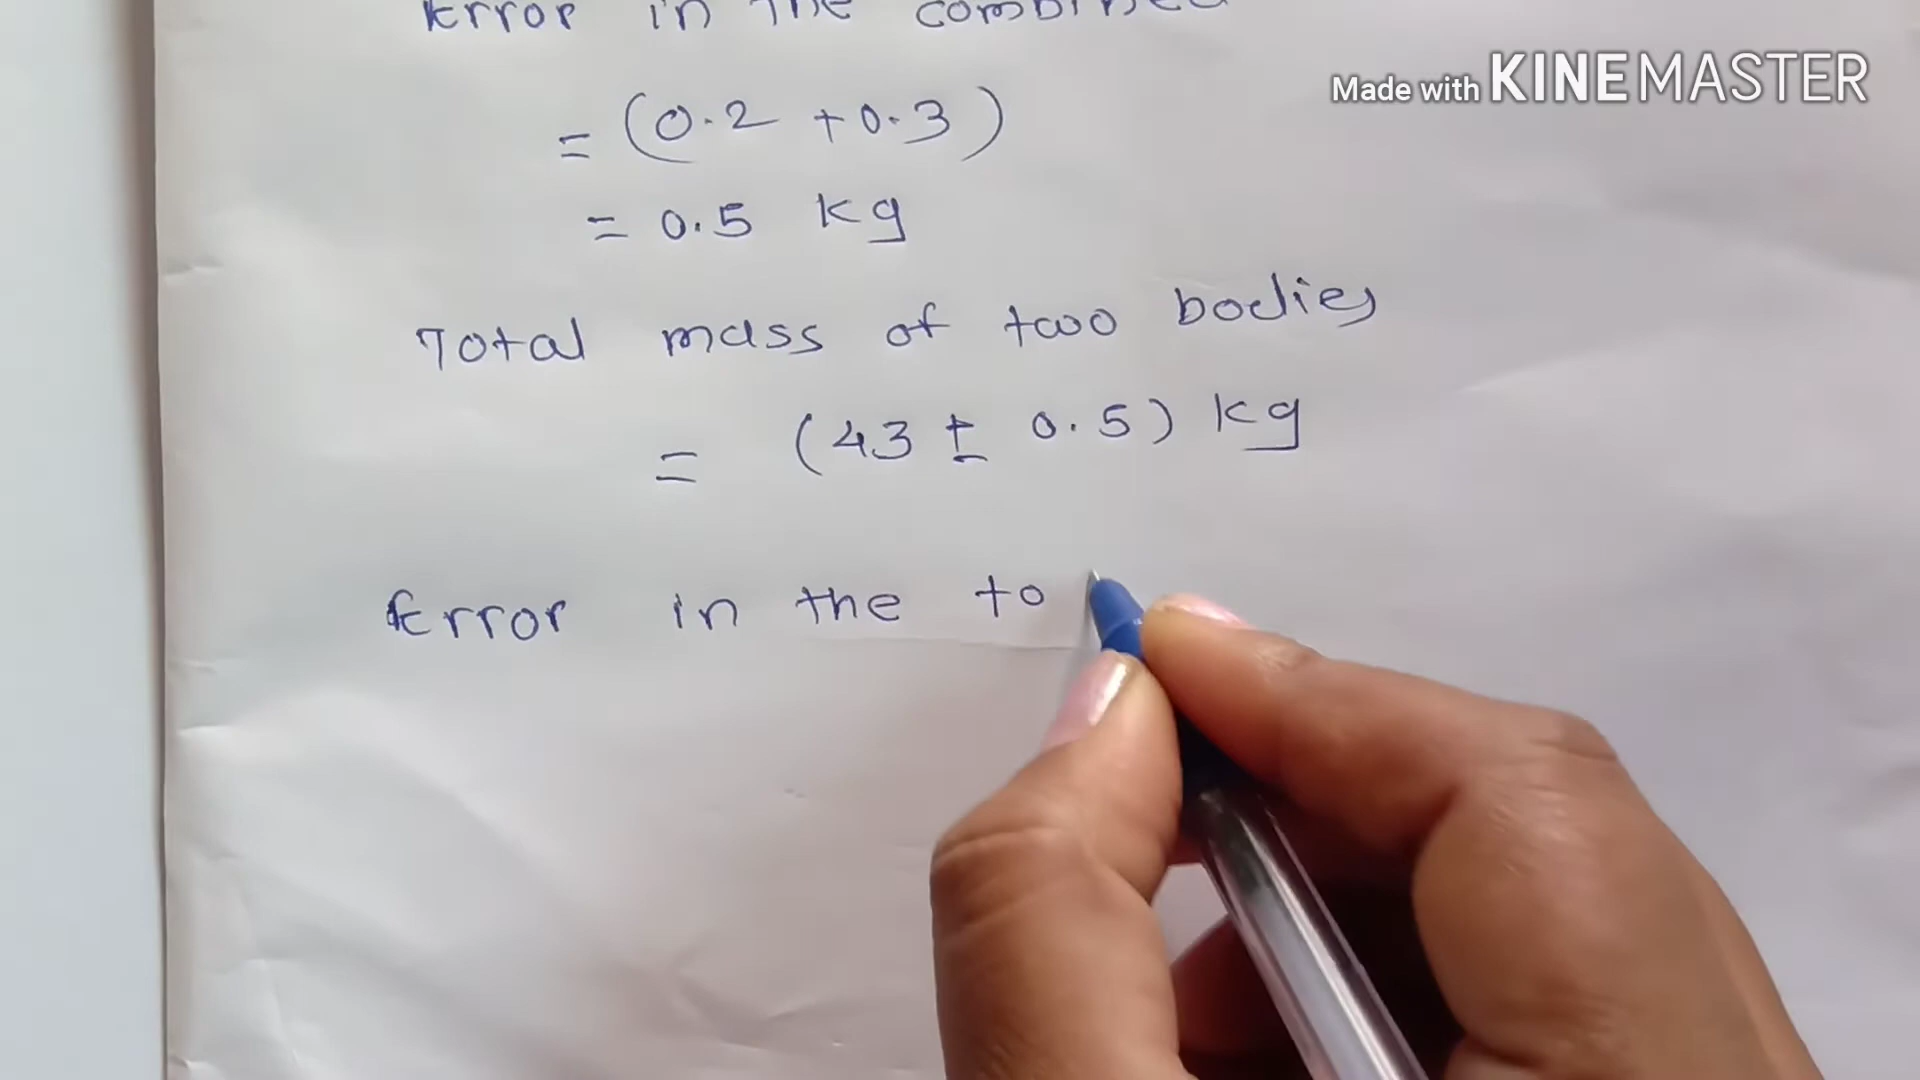 Error in the combined
Made with KINEMASTER
= (0.2 + 0.3)
= 0.5 kg
Total mass of two bodies
= (43 ± 0.5) kg
Error in the to